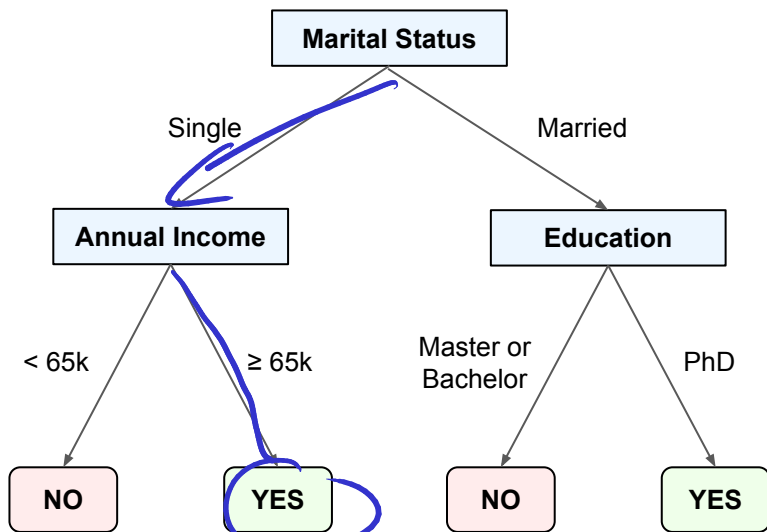 Marital Status
Single
Married
Annual Income
Education
< 65k
≥ 65k
Master or
Bachelor
PhD
NO
YES
NO
YES